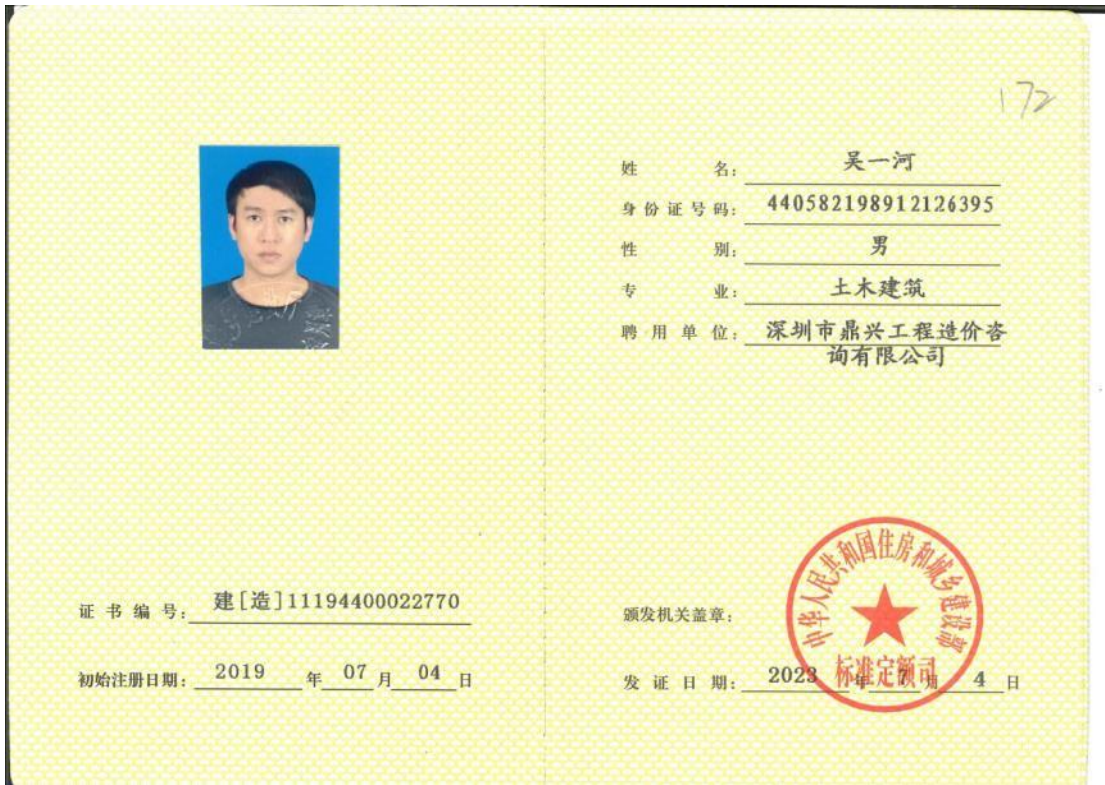 172
姓 名: 吴一河
身份证号码: 440582198912126395
性 别: 男
专 业: 土木建筑
聘用单位: 深圳市鼎兴工程造价咨
询有限公司
证书编号: 建[造]11194400022770
初始注册日期: 2019 年 07 月 04 日
颁发机关盖章:
中华人民共和国住房和城乡建设部
标准定额司
发证日期: 2023 年 7 月 4 日